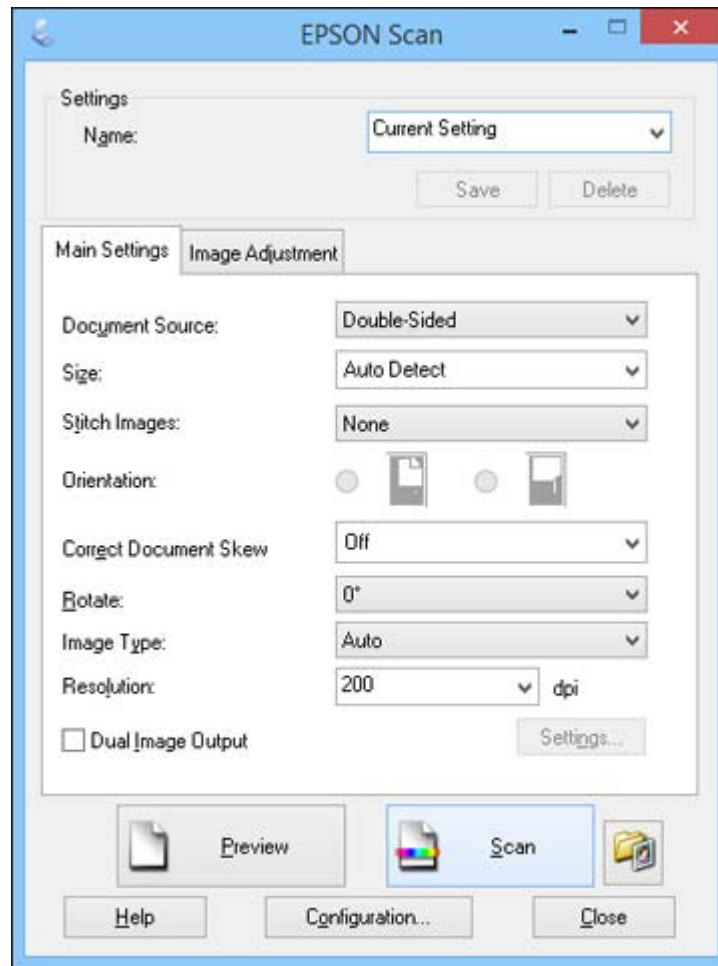 EPSON Scan
Settings
Name: Current Setting
Save Delete
Main Settings Image Adjustment
Document Source: Double-Sided
Size: Auto Detect
Stitch Images: None
Orientation:
Correct Document Skew Off
Rotate: 0°
Image Type: Auto
Resolution: 200 dpi
Dual Image Output Settings...
Preview Scan
Help Configuration... Close